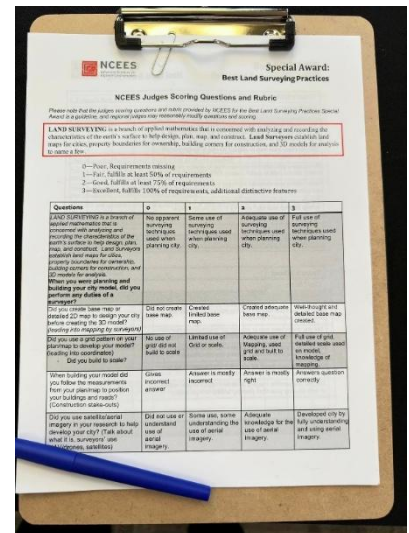 NCEES
Special Award:
Best Land Surveying Practices
NCEES Judges Scoring Questions and Rubric
Please note that the judges scoring questions and rubric provided by NCEES for the Best Land Surveying Practices Special
Award is a guideline, and regional judges may reasonably modify questions and scoring.
LAND SURVEYING is a branch of applied mathematics that is concerned with analyzing and recording the
characteristics of the earth's surface to help design, plan, map, and construct. Land Surveyors establish land
maps for cities, property boundaries for ownership, building corners for construction, and 3D models for analysis
to name a few.
0—Poor, Requirements missing
1—Fair, fulfills at least 50% of requirements
2—Good, fulfills at least 75% of requirements
3—Excellent, fulfills 100% of requirements, additional distinctive features
Questions 0 1 2 3
LAND SURVEYING is a branch of
applied mathematics that is
concerned with analyzing and
recording the characteristics of the
earth's surface to help design, plan,
map, and construct. Land Surveyors
establish land maps for cities,
property boundaries for ownership,
building corners for construction, and
3D models for analysis.
When you were planning and
building your city model, did you
perform any duties of a
surveyor?
No apparent
surveying
techniques
used when
planning
city.
Some use of
surveying
techniques used
when planning
city.
Adequate use of
surveying
techniques used
when planning
city.
Full use of
surveying
techniques used
when planning
city.
Did you create base map or
detailed 2D map to assign your city
before creating the 3D model?
(leading into mapping by surveyors)
Did not create
base map.
Created
limited base
map.
Created adequate
base map.
Well-thought and
detailed base map
created.
Did you use a grid pattern on your
plan/map to develop your model?
(leading into coordinates)
- Did you build to scale?
No use of
grid/ did not
build to scale
Limited use of
Grid or scale.
Adequate use of
Mapping, used
grid and built to
scale.
Full use of grid,
detailed scale used
on model,
knowledge of
mapping.
When building your model did
you follow the measurements
from your plan/map to position
your buildings and roads?
(Construction stake-outs)
Gives
incorrect
answer
Answer is mostly
incorrect
Answer is mostly
right
Answers question
correctly
Did you use satellite/aerial
imagery in your research to help
develop your city? (Talk about
what it is, surveyors' use
satellites)
Did not use or
understand
use of
aerial
imagery.
Some use, some
understanding the
use of aerial
imagery.
Adequate
knowledge for the
use of aerial
imagery.
Developed city by
fully understanding
and using aerial
imagery.